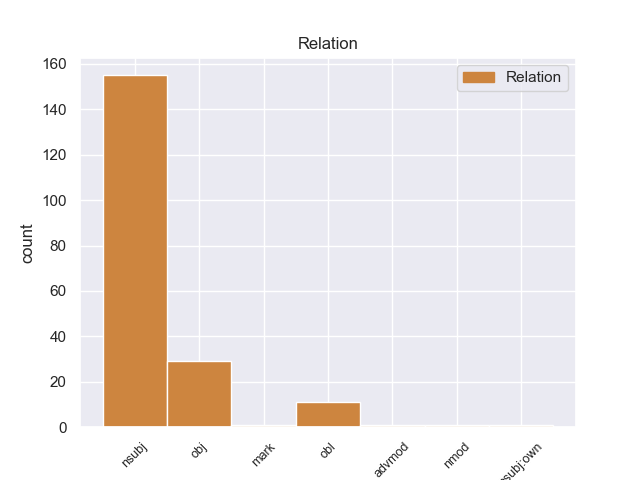 Relation
Relation
160
140
120
100
80
60
40
20
0
count
nsubj
obj
mark
obl
advmod
nmod
subj:own